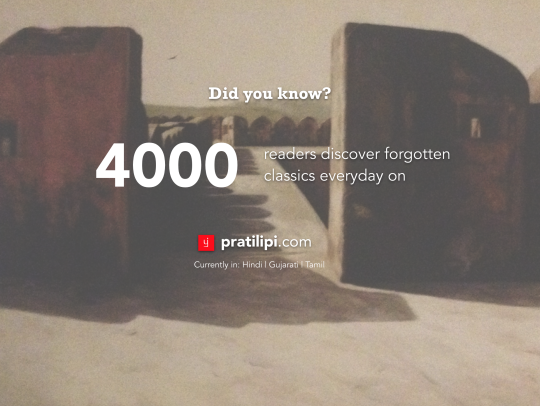 Did you know?
4000
readers discover forgotten
classics everyday on
pratilipi.com
Currently in: Hindi | Gujarati | Tamil